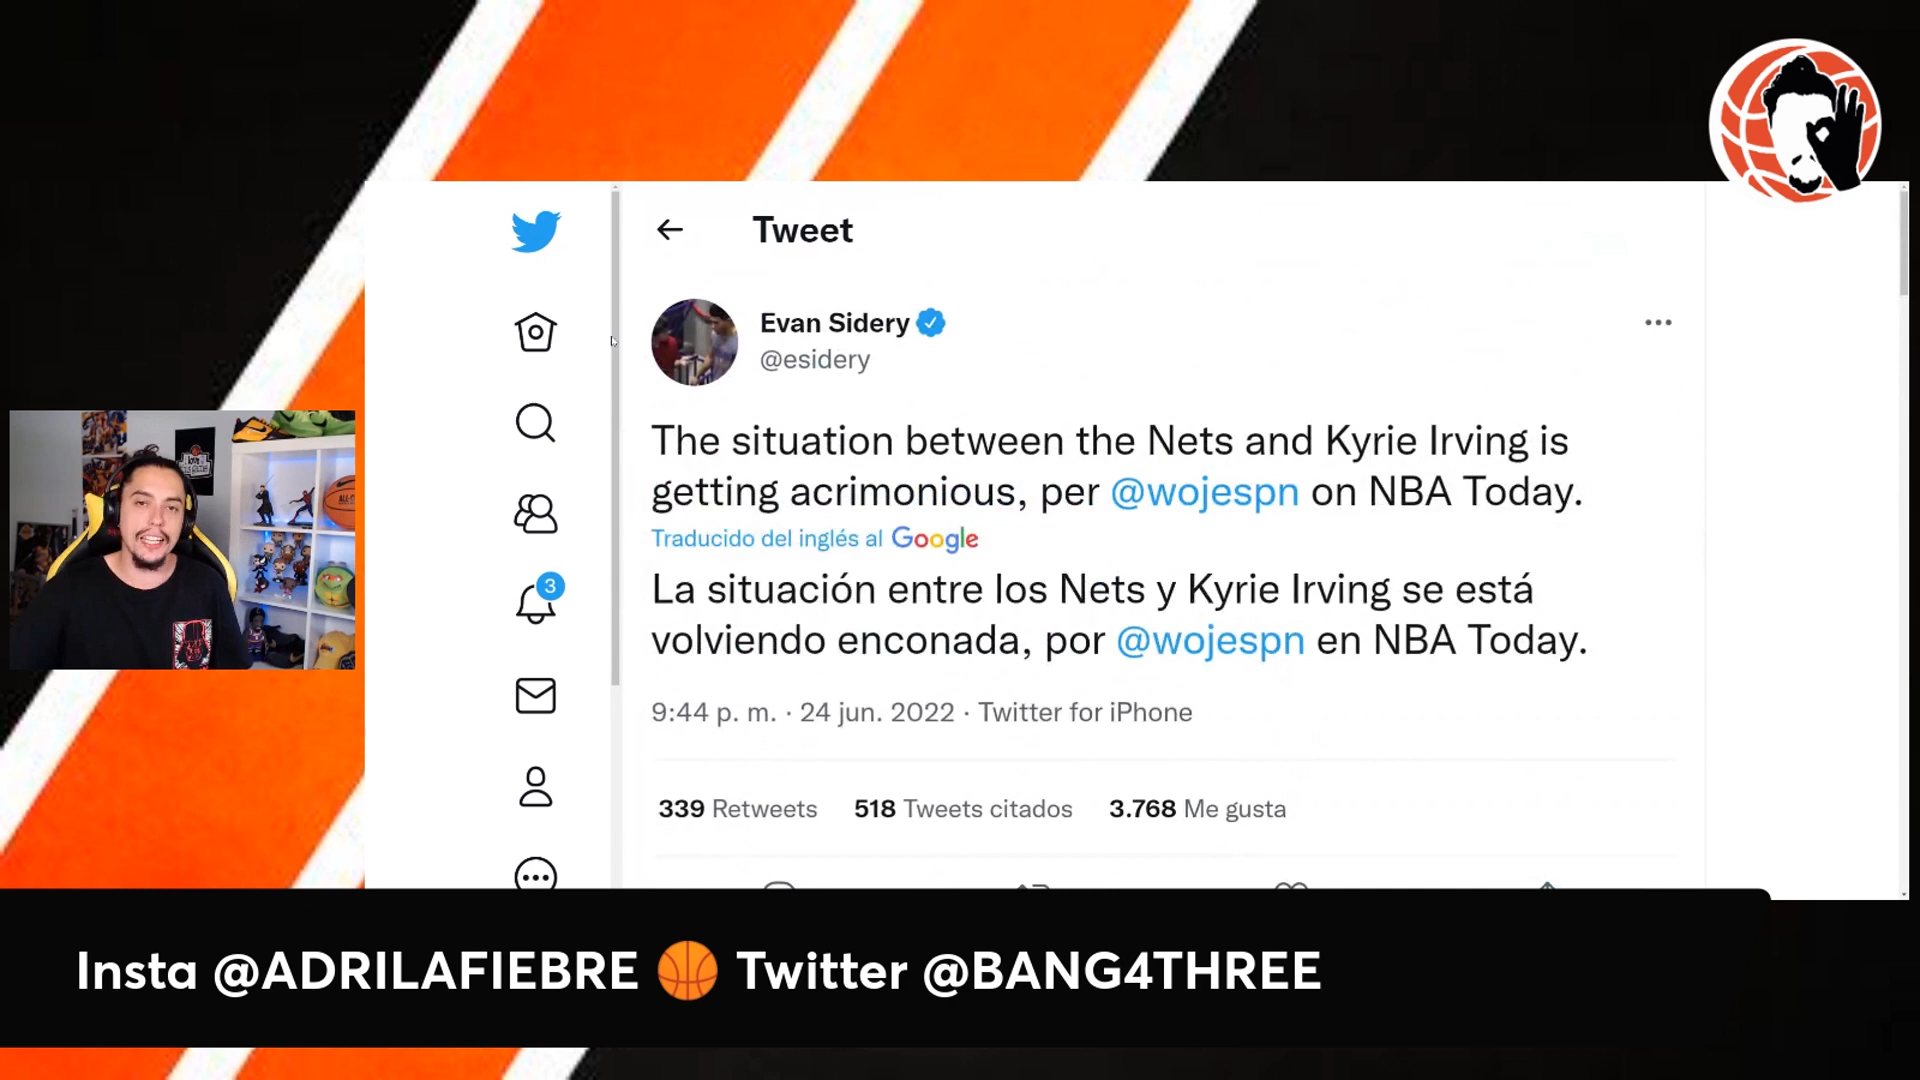 Tweet
Evan Sidery
@esidery
The situation between the Nets and Kyrie Irving is
getting acrimonious, per @wojespn on NBA Today.
Traducido del inglés al Google
La situación entre los Nets y Kyrie Irving se está
volviendo enconada, por @wojespn en NBA Today.
9:44 p. m. · 24 jun. 2022 · Twitter for iPhone
339 Retweets 518 Tweets citados 3.768 Me gusta
3
Insta @ADRILAFIEBRE 🏀 Twitter @BANG4THREE